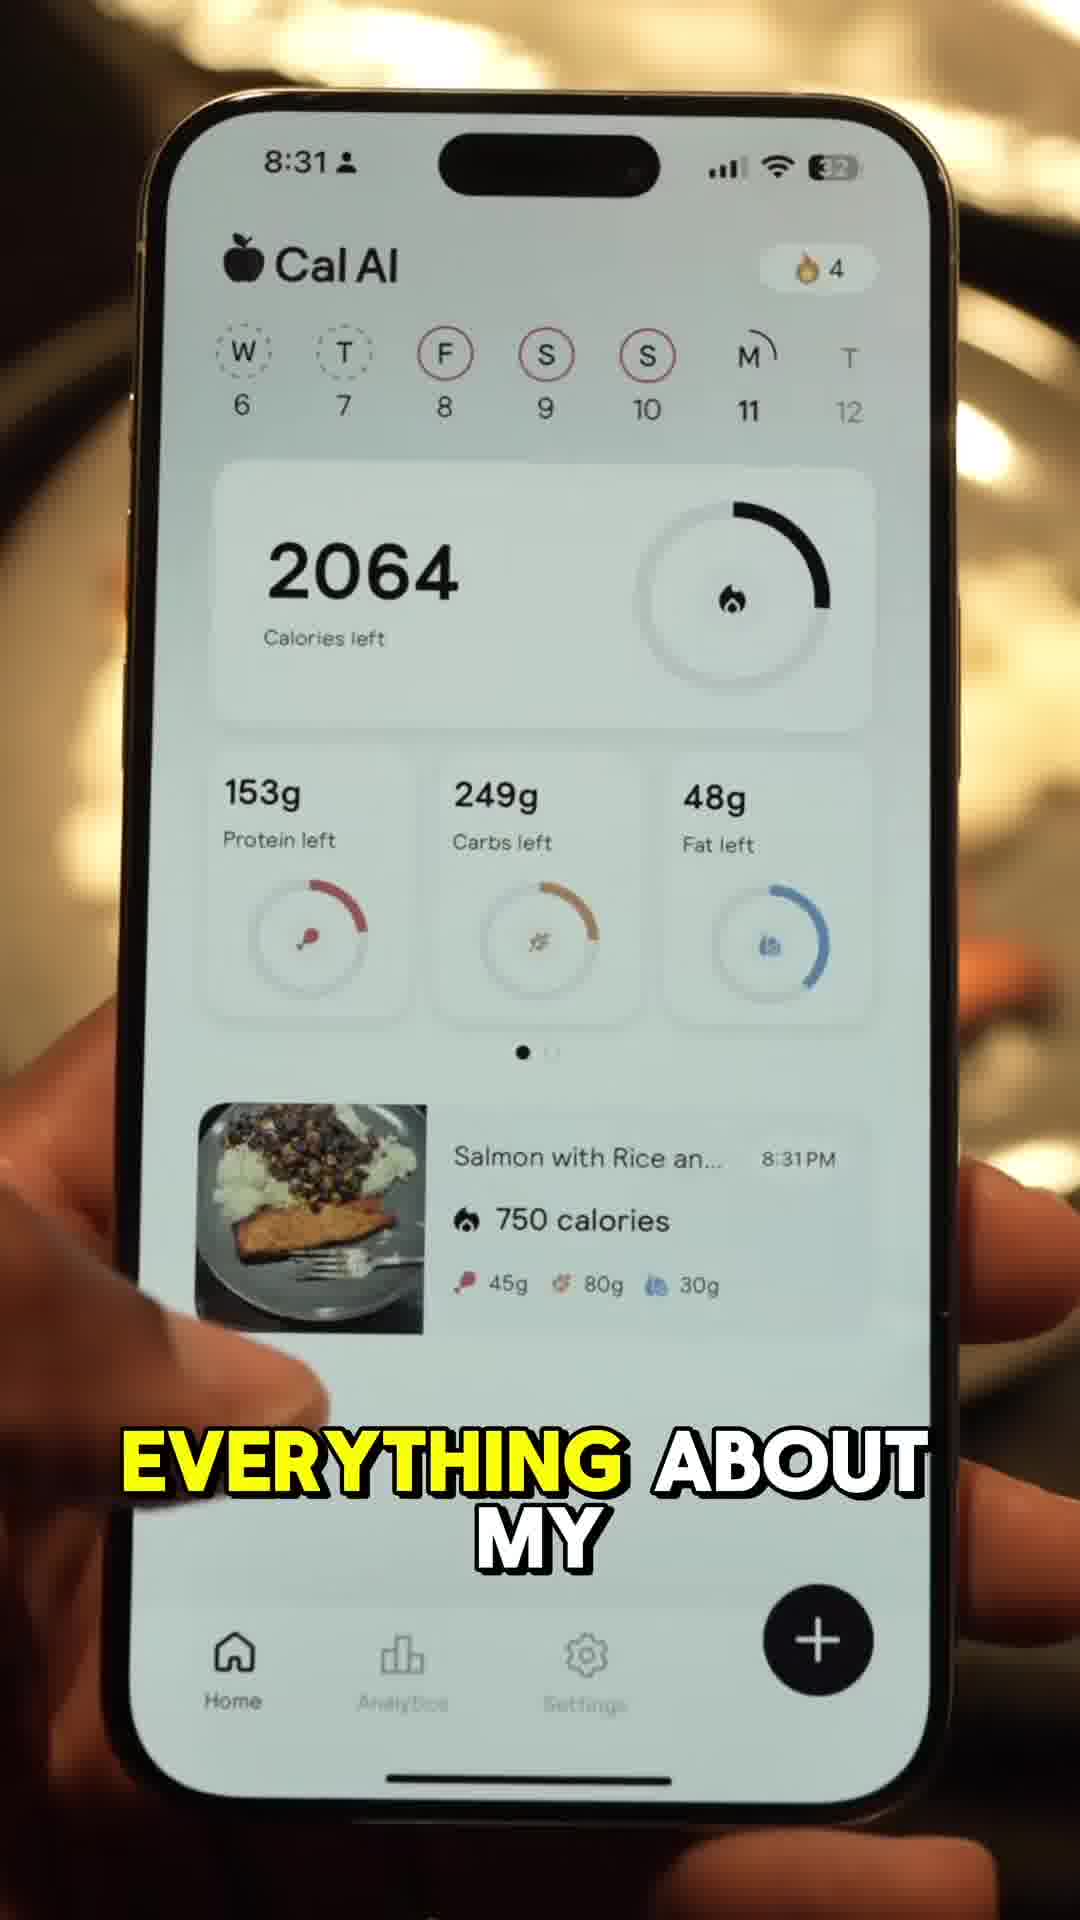 8:31
32
Cal AI
4
W T F S S M T
6 7 8 9 10 11 12
2064
Calories left
153g 249g 48g
Protein left Carbs left Fat left
Salmon with Rice an... 8:31 PM
750 calories
45g 80g 30g
EVERYTHING ABOUT
MY
Home Analytics Settings